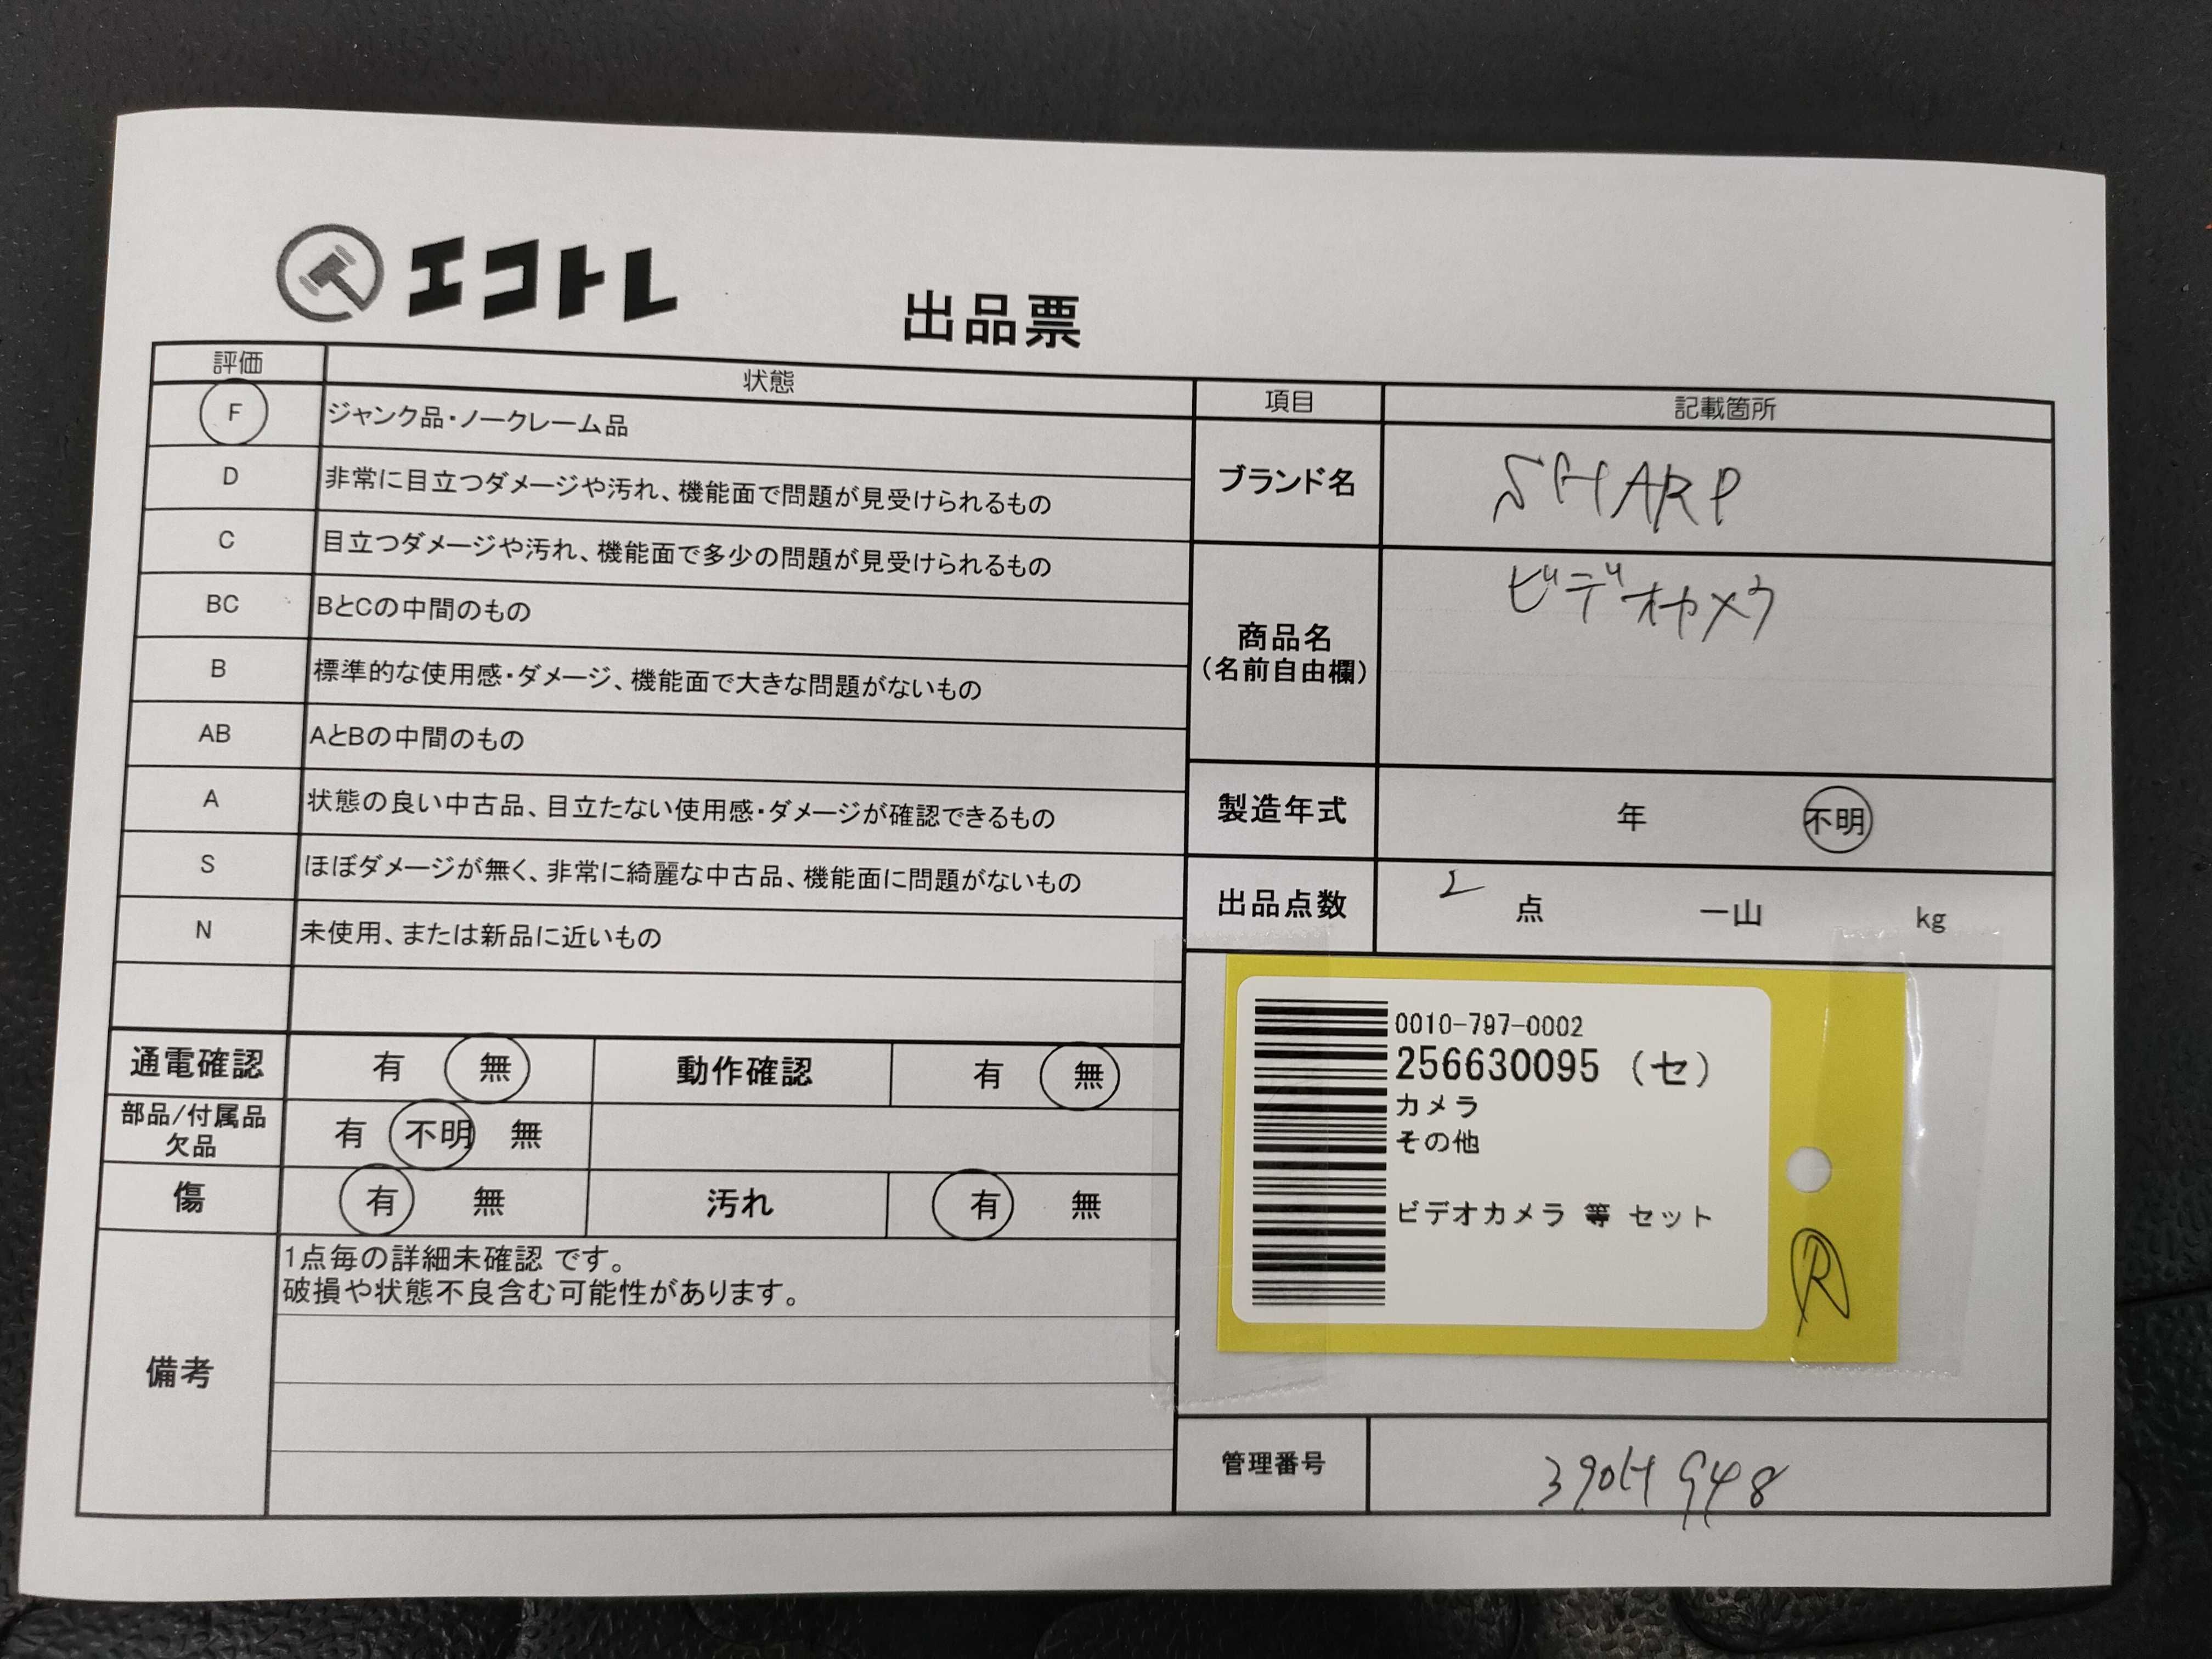 エコトレ
出品票
評価 状態
F ジャンク品・ノークレーム品
D 非常に目立つダメージや汚れ、機能面で問題が見受けられるもの
C 目立つダメージや汚れ、機能面で多少の問題が見受けられるもの
BC BとCの中間のもの
B 標準的な使用感・ダメージ、機能面で大きな問題がないもの
AB AとBの中間のもの
A 状態の良い中古品、目立たない使用感・ダメージが確認できるもの
S ほぼダメージが無く、非常に綺麗な中古品、機能面に問題がないもの
N 未使用、または新品に近いもの
通電確認 有 無 動作確認 有 無
部品/付属品
欠品 有 不明 無
傷 有 無 汚れ 有 無
備考
1点毎の詳細未確認 です。
破損や状態不良含む可能性があります。
項目 記載箇所
ブランド名 SHARP
商品名
(名前自由欄)
ビデオカメラ
製造年式 年 不明
出品点数 2 点 一山 kg
0010-797-0002
256630095 (セ)
カメラ
その他
ビデオカメラ 等 セット
R
管理番号 390H948